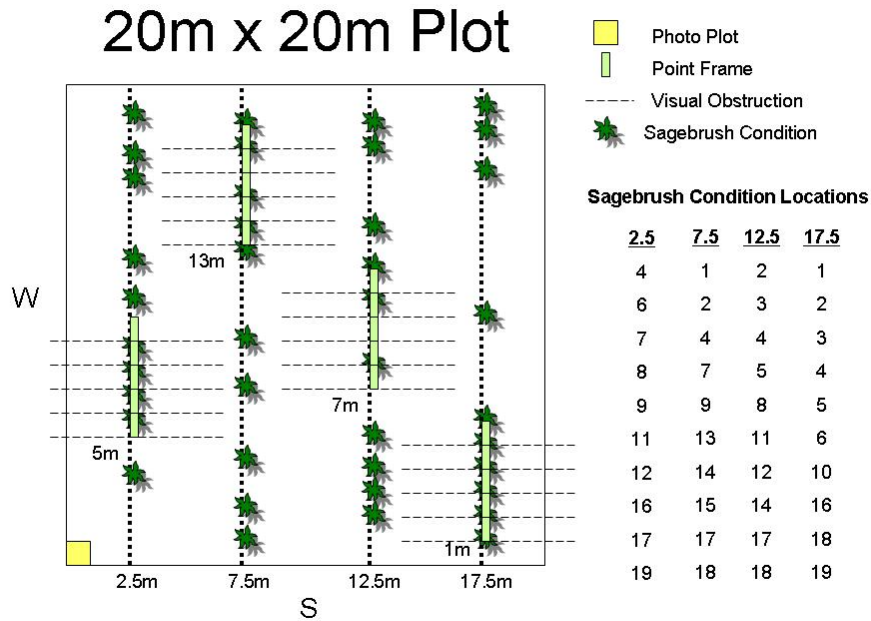 20m x 20m Plot
Photo Plot
Point Frame
Visual Obstruction
Sagebrush Condition
Sagebrush Condition Locations
2.5 7.5 12.5 17.5
4 1 2 1
6 2 3 2
7 4 4 3
8 7 5 4
9 9 8 5
11 13 11 6
12 14 12 10
16 15 14 16
17 17 17 18
19 18 18 19
13m
W
7m
5m
1m
2.5m 7.5m 12.5m 17.5m
S